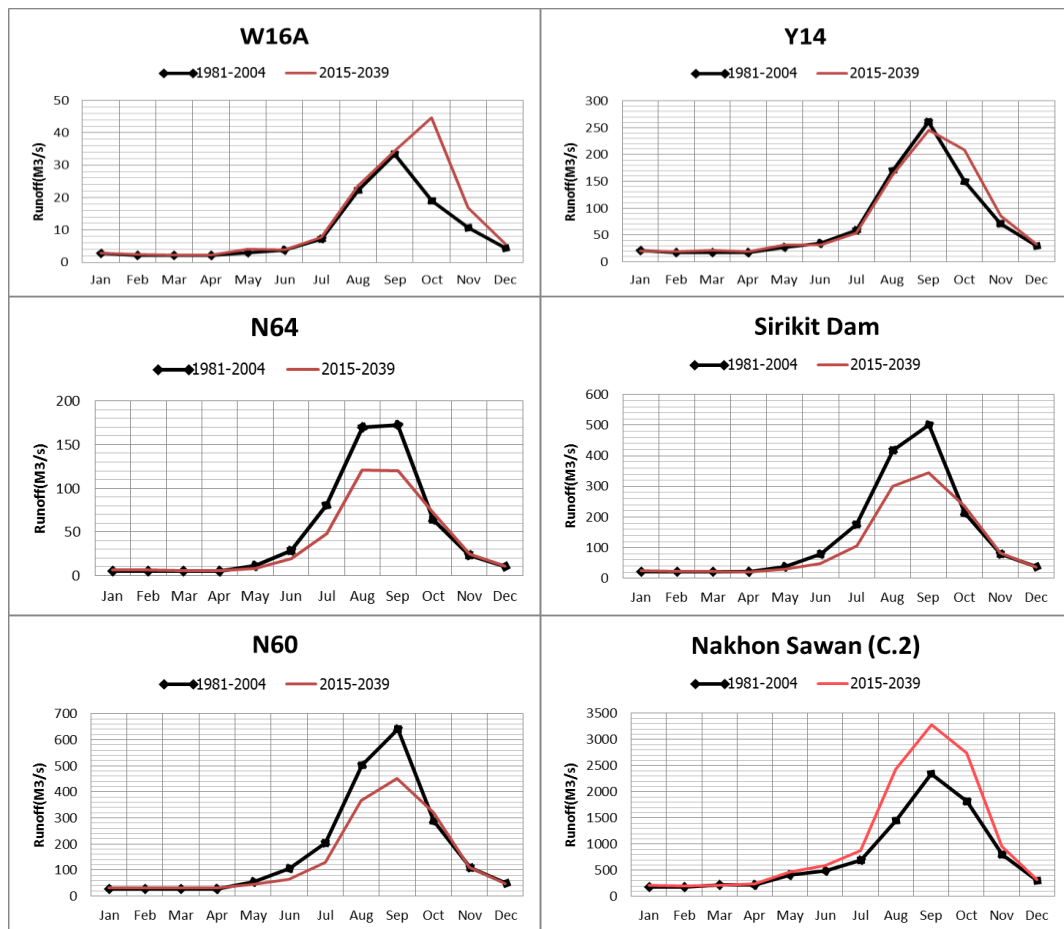 W16A
1981-2004 2015-2039
Runoff(M3/s)
50
40
30
20
10
0
Jan Feb Mar Apr May Jun Jul Aug Sep Oct Nov Dec
Y14
1981-2004 2015-2039
Runoff(M3/s)
300
250
200
150
100
50
0
Jan Feb Mar Apr May Jun Jul Aug Sep Oct Nov Dec
N64
1981-2004 2015-2039
Runoff(M3/s)
200
150
100
50
0
Jan Feb Mar Apr May Jun Jul Aug Sep Oct Nov Dec
Sirikit Dam
1981-2004 2015-2039
Runoff(M3/s)
600
500
400
300
200
100
0
Jan Feb Mar Apr May Jun Jul Aug Sep Oct Nov Dec
N60
1981-2004 2015-2039
Runoff(M3/s)
700
600
500
400
300
200
100
0
Jan Feb Mar Apr May Jun Jul Aug Sep Oct Nov Dec
Nakhon Sawan (C.2)
1981-2004 2015-2039
Runoff(M3/s)
3500
3000
2500
2000
1500
1000
500
0
Jan Feb Mar Apr May Jun Jul Aug Sep Oct Nov Dec